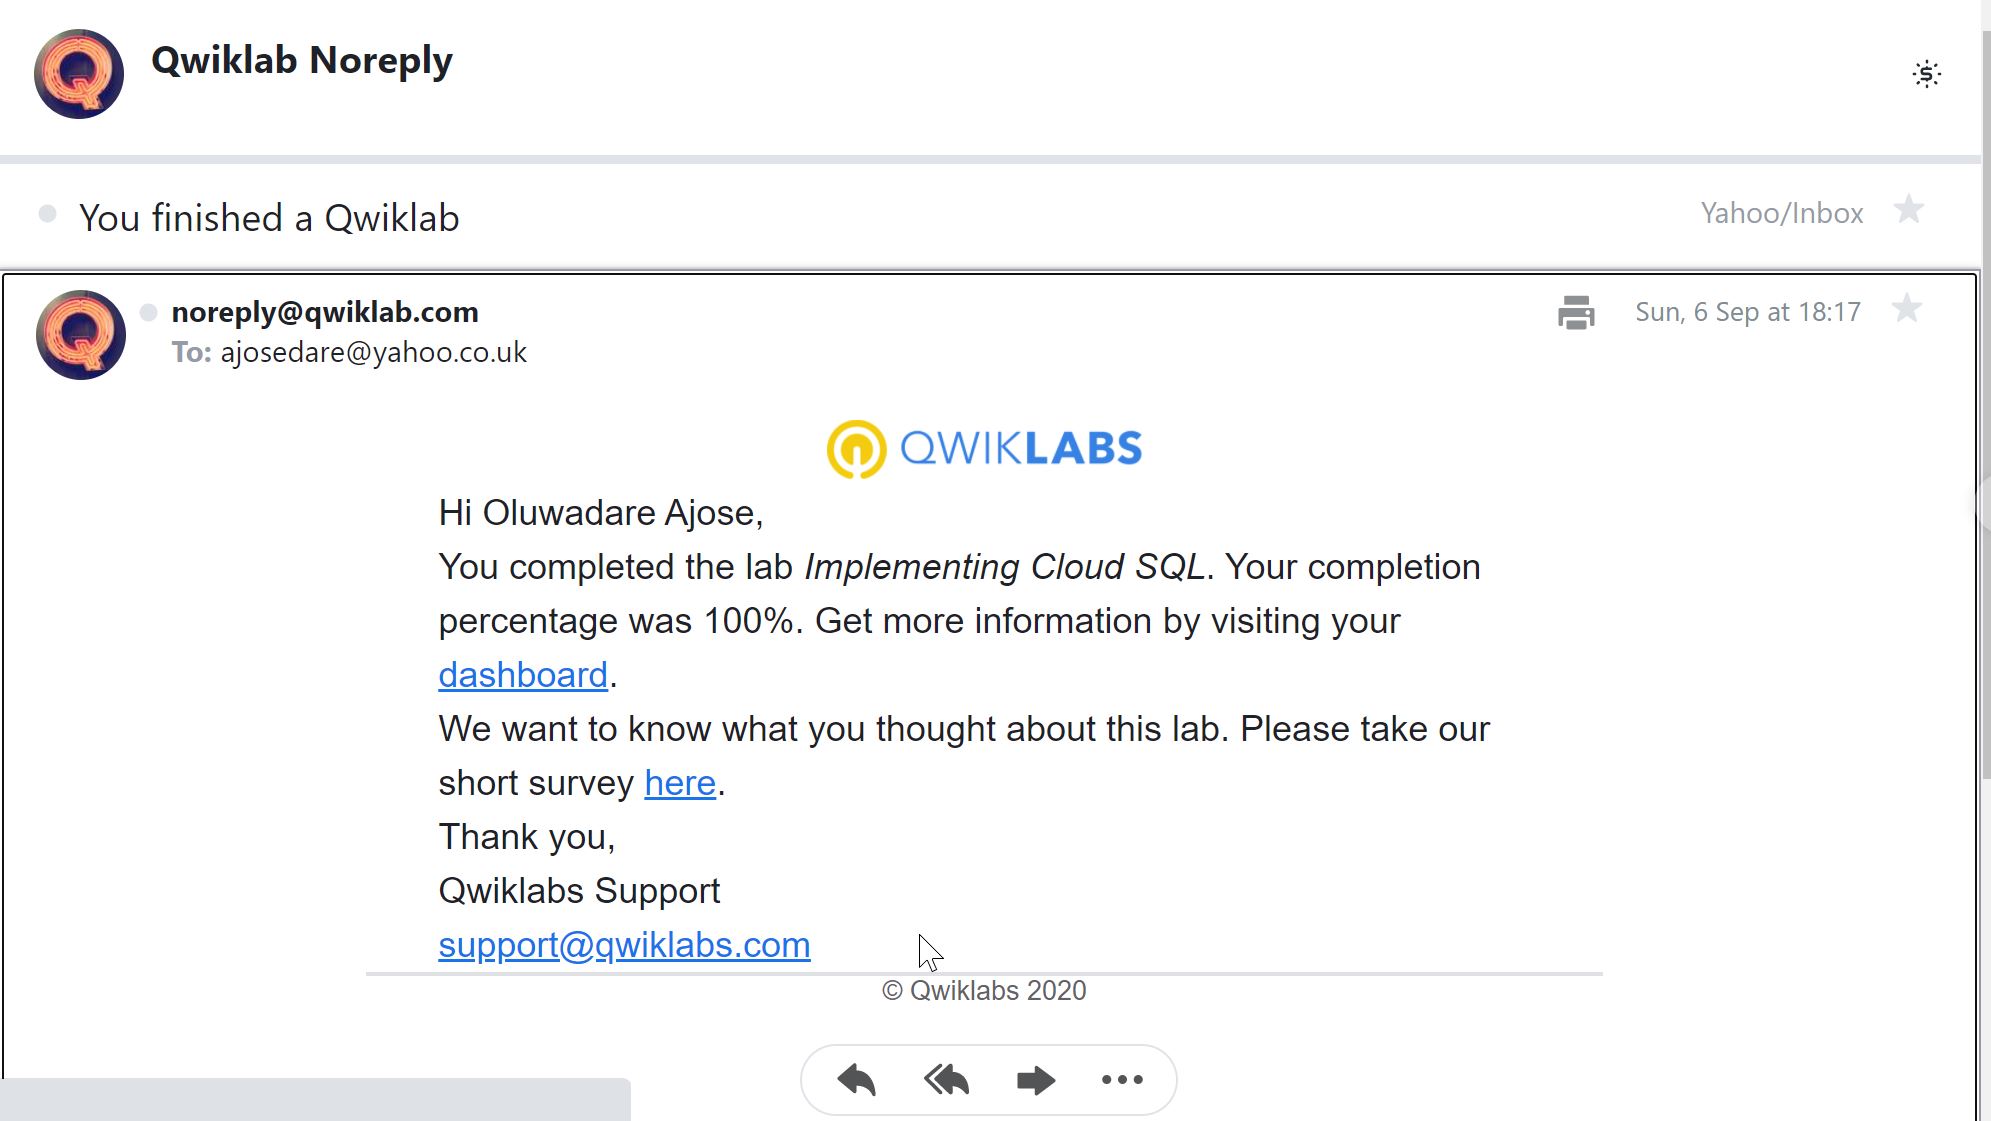 Qwiklab Noreply
You finished a Qwiklab
Yahoo/Inbox
noreply@qwiklab.com
Sun, 6 Sep at 18:17
To: ajosedare@yahoo.co.uk
QWIKLABS
Hi Oluwadare Ajose,
You completed the lab Implementing Cloud SQL. Your completion
percentage was 100%. Get more information by visiting your
dashboard.
We want to know what you thought about this lab. Please take our
short survey here.
Thank you,
Qwiklabs Support
support@qwiklabs.com
© Qwiklabs 2020